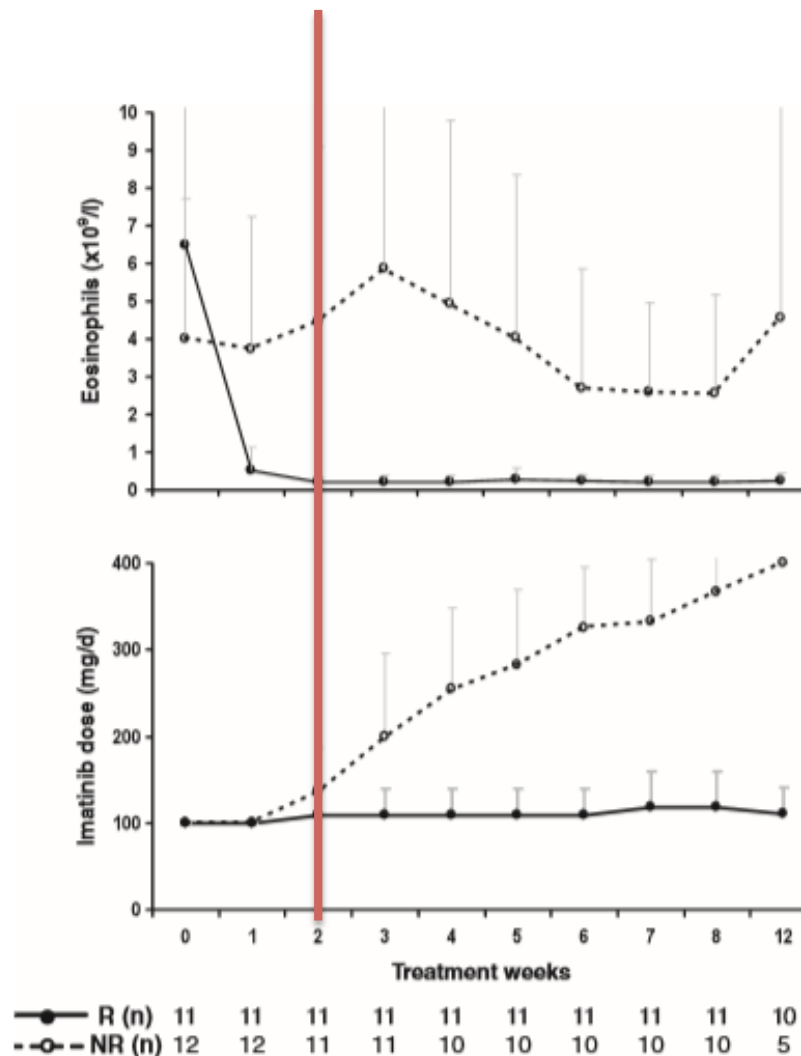 10
9
8
7
6
5
4
3
2
1
0
Eosinophils (x10⁹/l)
400
300
200
100
0
Imatinib dose (mg/d)
0 1 2 3 4 5 6 7 8 12
Treatment weeks
R (n) 11 11 11 11 11 11 11 11 11 10
NR (n) 12 12 11 11 10 10 10 10 10 5